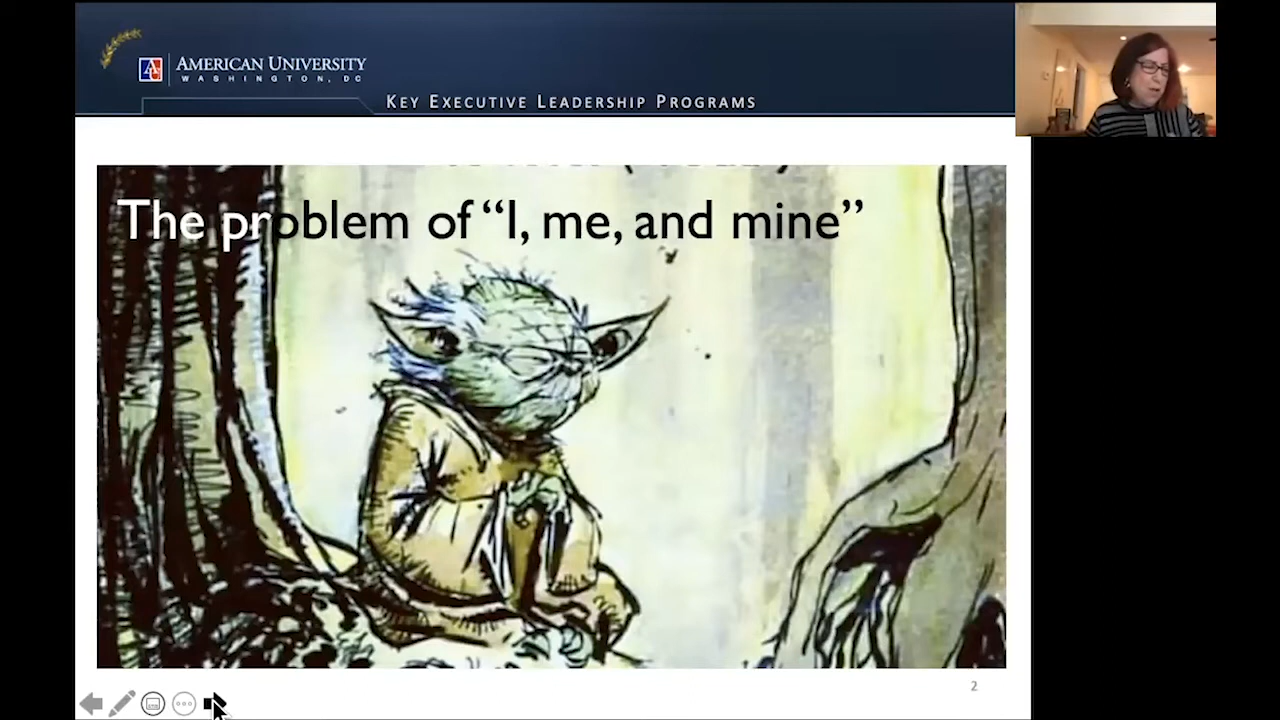 AMERICAN UNIVERSITY
WASHINGTON, DC
KEY EXECUTIVE LEADERSHIP PROGRAMS
The problem of “I, me, and mine”
2